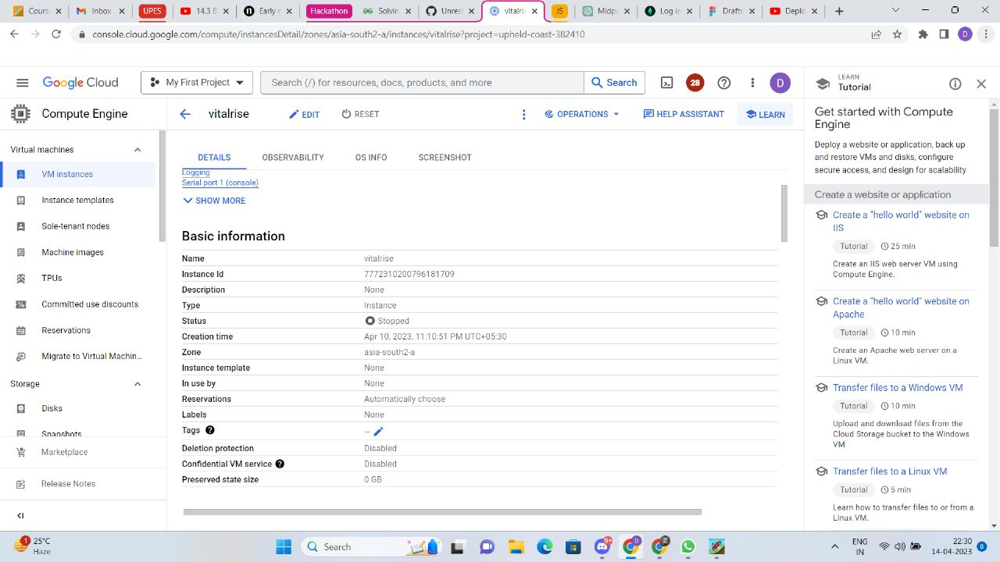 Course
Inbox
UPES
14.3 B
Early
Hackathon
Solvin
Unrest
vitalris
JS
Midpo
Log in
Drafts
Deplo
console.cloud.google.com/compute/instancesDetail/zones/asia-south2-a/instances/vitalrise?project=upheld-coast-382410
D
Google Cloud
My First Project
Search (/) for resources, docs, products, and more
Search
28
D
LEARN
Tutorial
Compute Engine
vitalrise
EDIT
RESET
OPERATIONS
HELP ASSISTANT
LEARN
Virtual machines
VM instances
Instance templates
Sole-tenant nodes
Machine images
TPUs
Committed use discounts
Reservations
Migrate to Virtual Machin...
Storage
Disks
Snapshots
Marketplace
Release Notes
DETAILS
OBSERVABILITY
OS INFO
SCREENSHOT
Logging
Serial port 1 (console)
SHOW MORE
Basic information
Name vitalrise
Instance Id 7772310200796181709
Description None
Type Instance
Status Stopped
Creation time Apr 10, 2023, 11:10:51 PM UTC+05:30
Zone asia-south2-a
Instance template None
In use by None
Reservations Automatically choose
Labels None
Tags —
Deletion protection Disabled
Confidential VM service Disabled
Preserved state size 0 GB
Get started with Compute
Engine
Deploy a website or application, back up
and restore VMs and disks, configure
secure access, and design for scalability
Create a website or application
Create a "hello world" website on
IIS
Tutorial 25 min
Create an IIS web server VM using
Compute Engine.
Create a "hello world" website on
Apache
Tutorial 10 min
Create an Apache web server on a
Linux VM.
Transfer files to a Windows VM
Tutorial 10 min
Upload and download files from the
Cloud Storage bucket to the Windows
VM
Transfer files to a Linux VM
Tutorial 5 min
Learn how to transfer files to or from a
Linux VM.
1
25°C
Haze
Search
9+
D
ENG
IN
22:30
14-04-2023
8